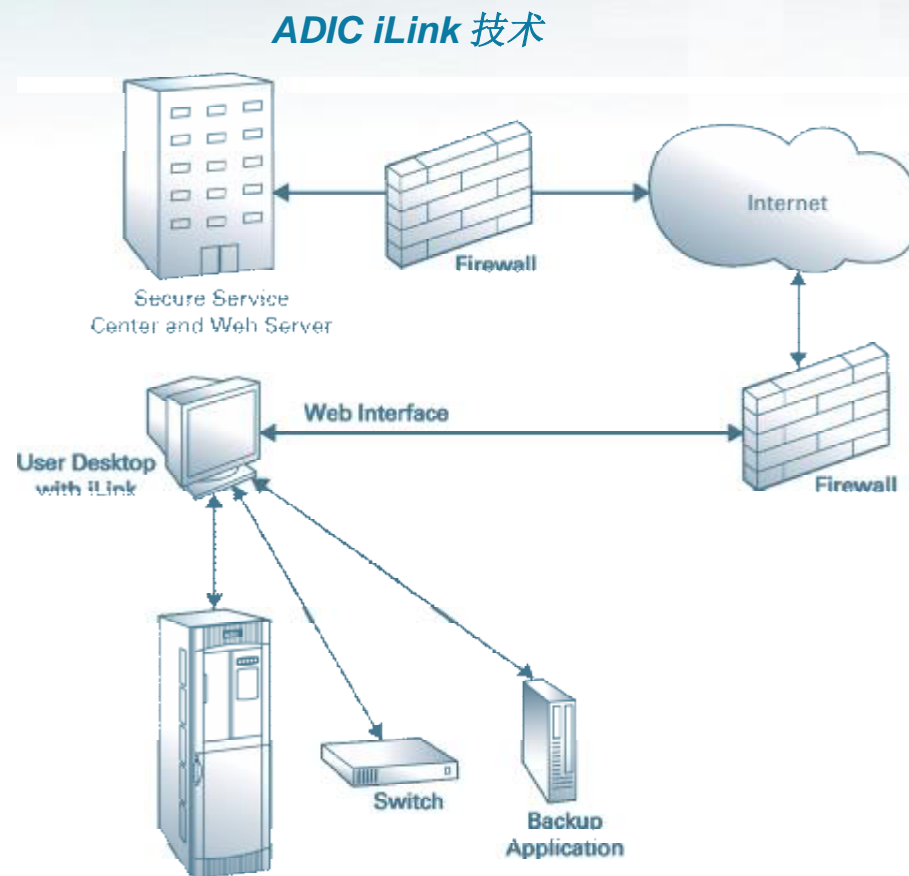 ADIC iLink 技术
Internet
Firewall
Secure Service
Center and Web Server
Web Interface
User Desktop
with iLink
Firewall
Switch
Backup
Application